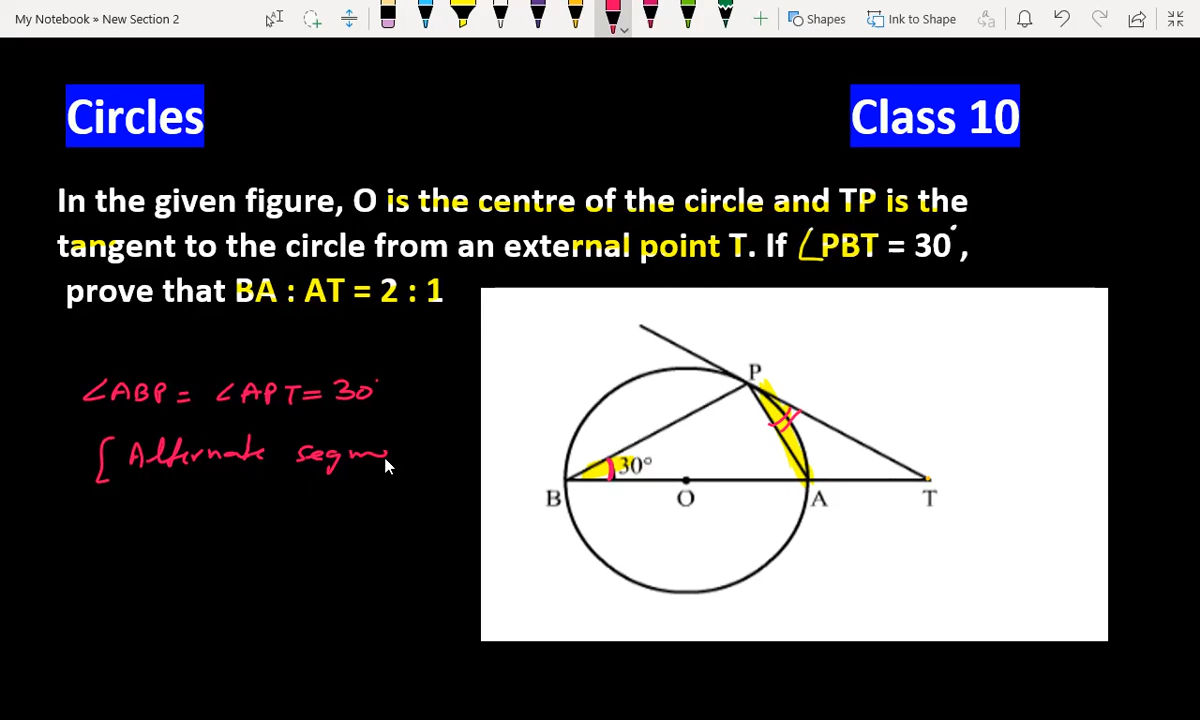 My Notebook » New Section 2
Shapes
Ink to Shape
Circles
Class 10
In the given figure, O is the centre of the circle and TP is the
tangent to the circle from an external point T. If ∠PBT = 30°,
prove that BA : AT = 2 : 1
∠ABP = ∠APT = 30°
[ Alternate segm
P
30°
B
O
A
T